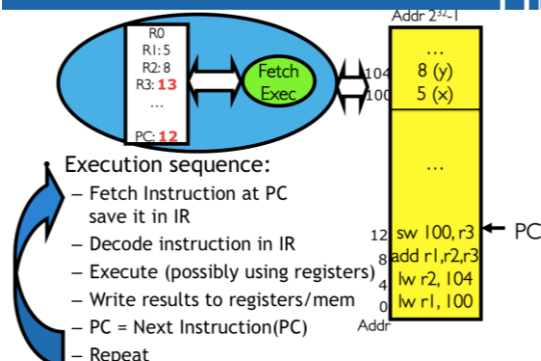 Addr 2³²-1
R0
R1: 5
R2: 8
R3: 13
...
PC: 12
Fetch
Exec
...
104 8 (y)
100 5 (x)
...
12 sw 100, r3 PC
8 add r1,r2,r3
4 lw r2, 104
0 lw r1, 100
Addr
• Execution sequence:
– Fetch Instruction at PC
save it in IR
– Decode instruction in IR
– Execute (possibly using registers)
– Write results to registers/mem
– PC = Next Instruction(PC)
– Repeat